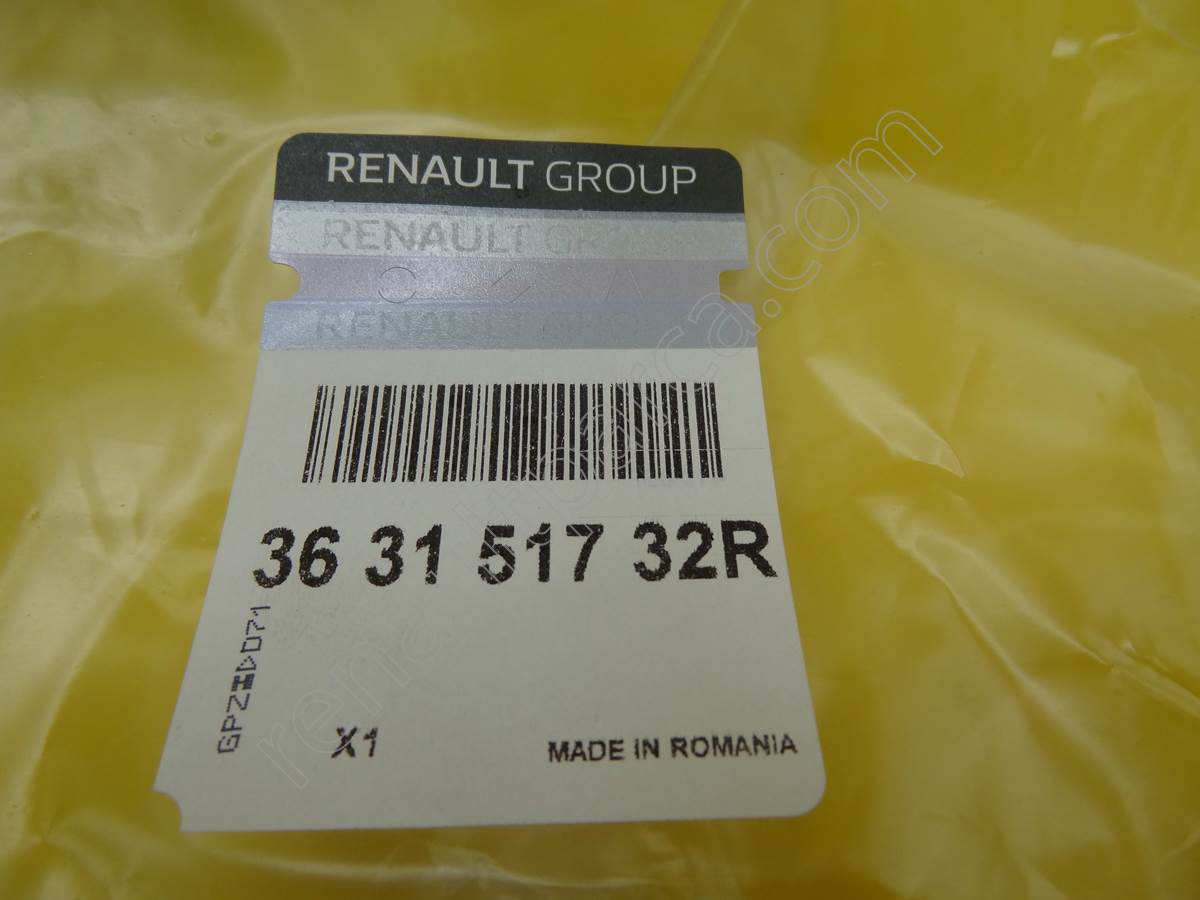 RENAULT GROUP
RENAULT GROUP
RENAULT GROUP
36 31 517 32R
X1
MADE IN ROMANIA